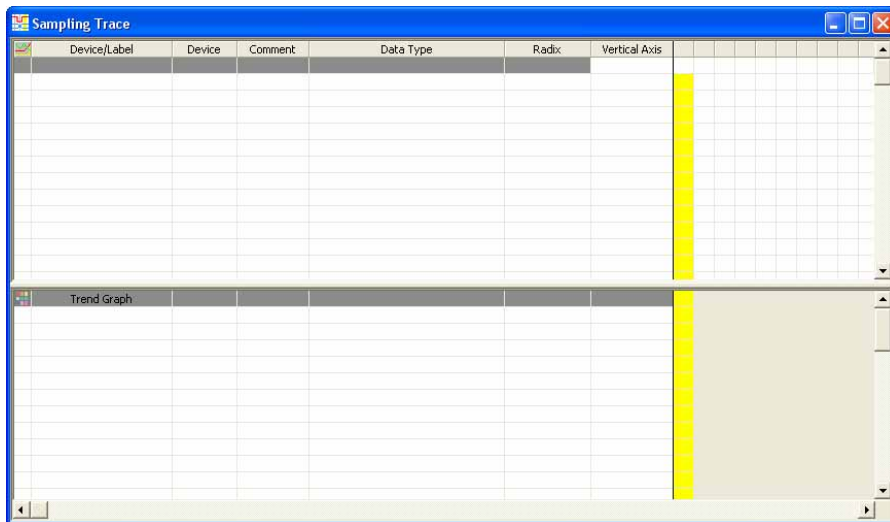 Sampling Trace
Device/Label Device Comment Data Type Radix Vertical Axis
Trend Graph